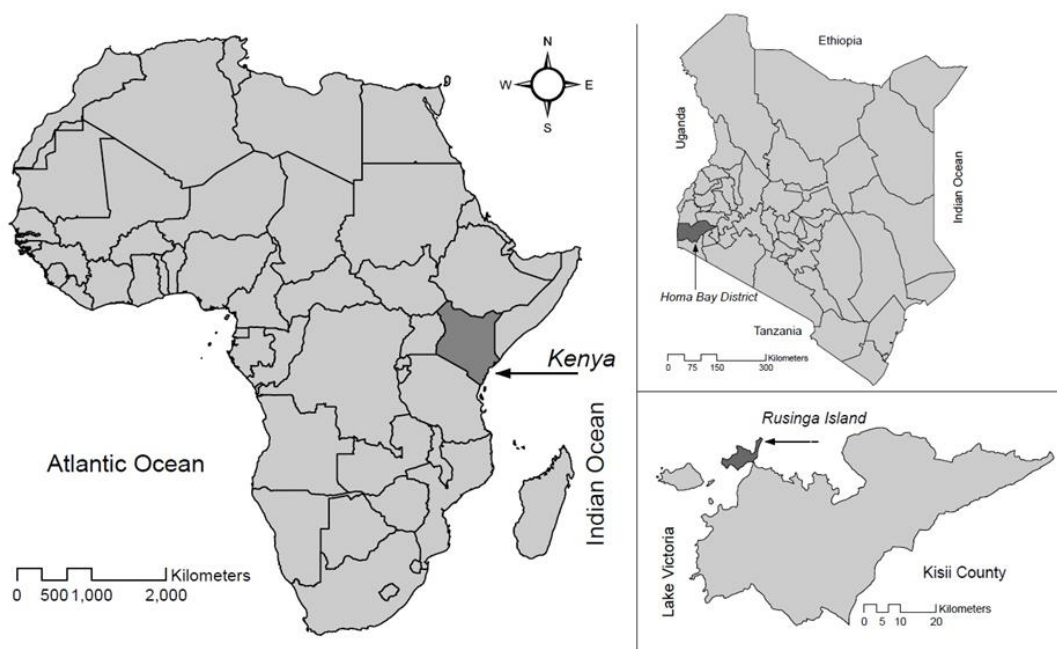 N
W
E
S
Kenya
Atlantic Ocean
Indian Ocean
Kilometers
0 500 1,000 2,000
Ethiopia
Uganda
Indian Ocean
Homa Bay District
Tanzania
Kilometers
0 75 150 300
Rusinga Island
Lake Victoria
Kisii County
Kilometers
0 5 10 20